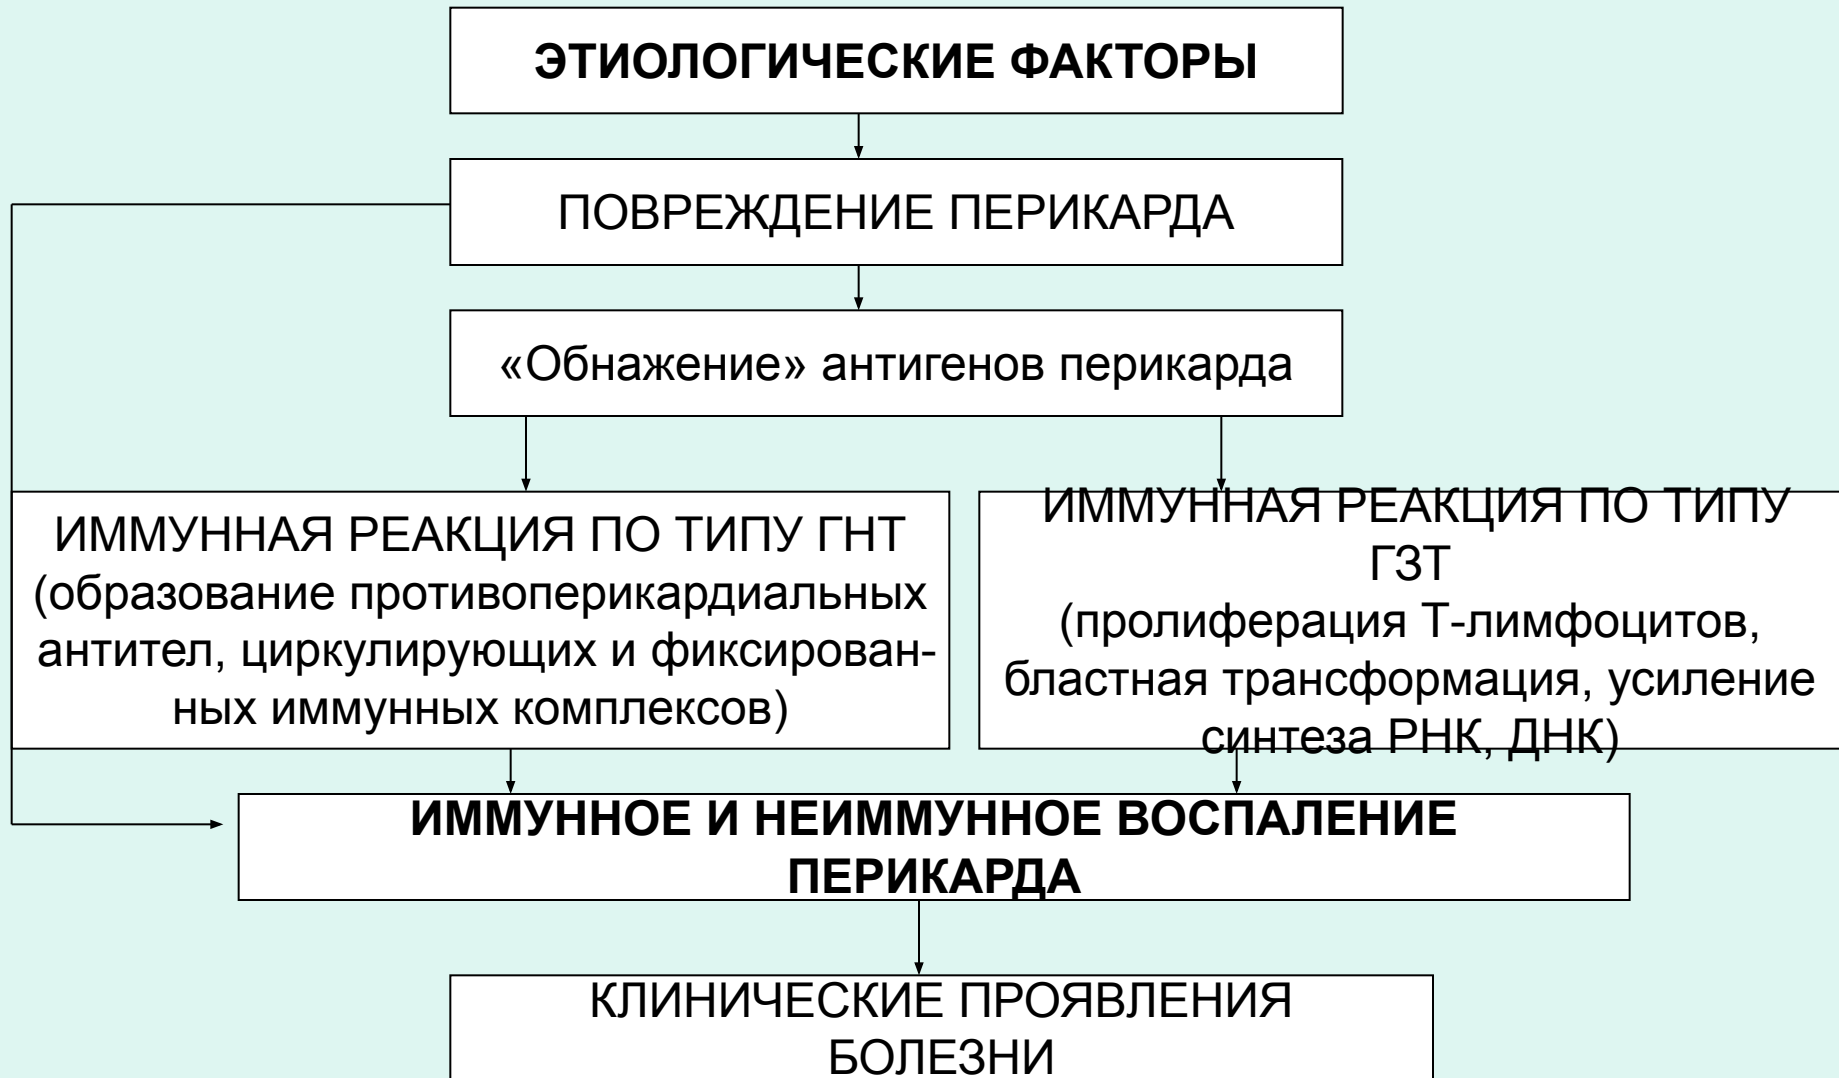 ЭТИОЛОГИЧЕСКИЕ ФАКТОРЫ
ПОВРЕЖДЕНИЕ ПЕРИКАРДА
«Обнажение» антигенов перикарда
ИММУННАЯ РЕАКЦИЯ ПО ТИПУ ГНТ
(образование противоперикардиальных
антител, циркулирующих и фиксирован-
ных иммунных комплексов)
ИММУННАЯ РЕАКЦИЯ ПО ТИПУ
ГЗТ
(пролиферация Т-лимфоцитов,
бластная трансформация, усиление
синтеза РНК, ДНК)
ИММУННОЕ И НЕИММУННОЕ ВОСПАЛЕНИЕ
ПЕРИКАРДА
КЛИНИЧЕСКИЕ ПРОЯВЛЕНИЯ
БОЛЕЗНИ